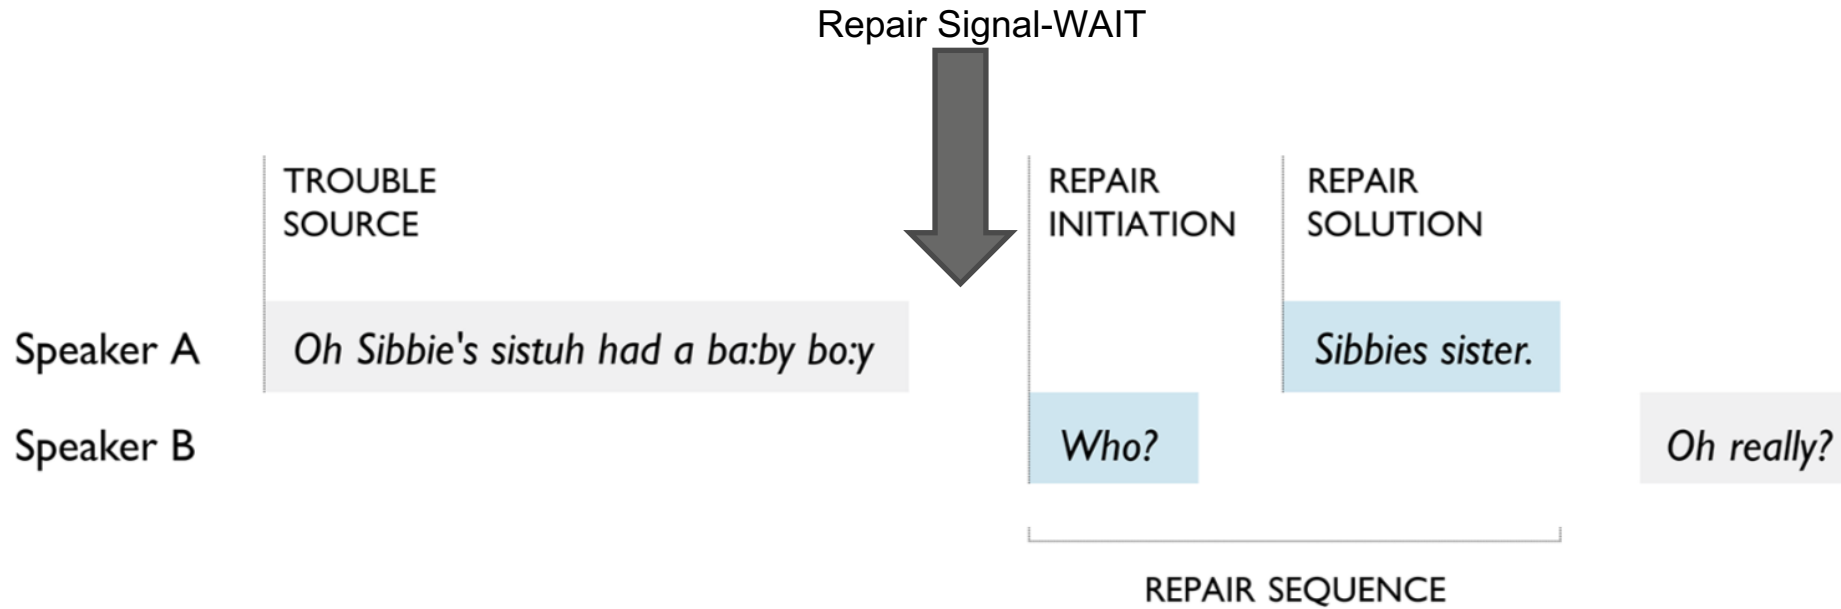 Repair Signal-WAIT
TROUBLE
SOURCE
REPAIR
INITIATION
REPAIR
SOLUTION
Speaker A
Oh Sibbie's sistuh had a ba:by bo:y
Sibbies sister.
Speaker B
Who?
Oh really?
REPAIR SEQUENCE